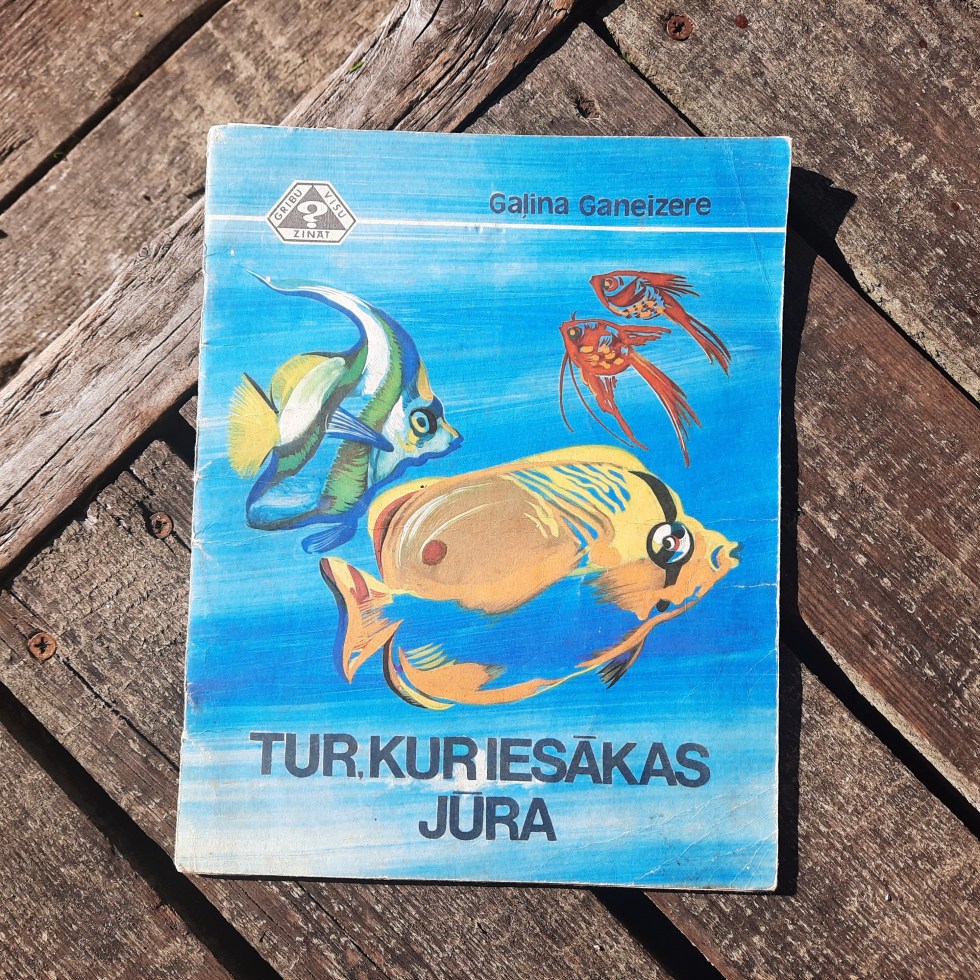 GRIBU VISU
?
ZINĀT
Gaļina Ganeizere
TUR, KUR IESĀKAS
JŪRA